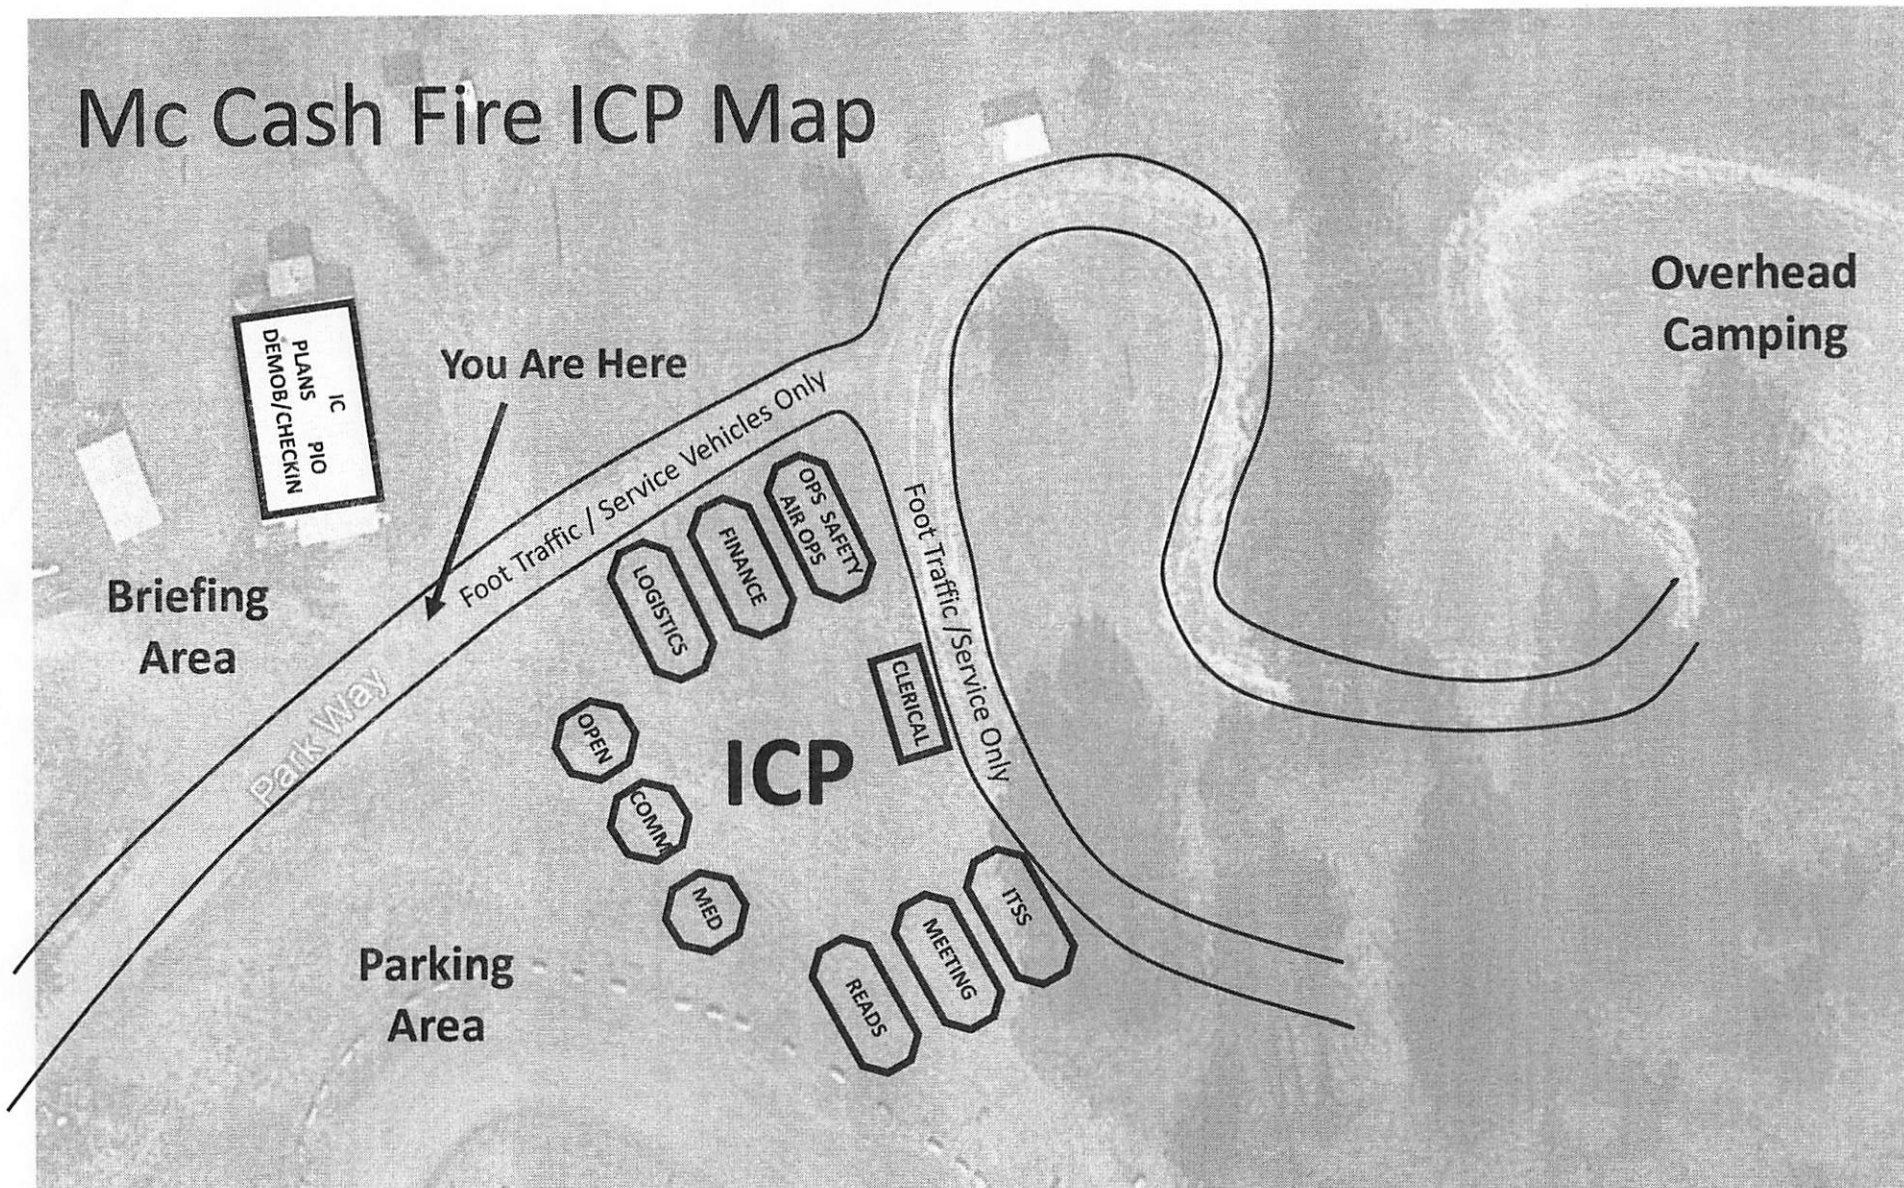 Mc Cash Fire ICP Map
Overhead
Camping
IC
PLANS PIO
DEMOB/CHECKIN
You Are Here
Foot Traffic / Service Vehicles Only
OPS SAFETY
AIR OPS
FINANCE
LOGISTICS
Foot Traffic /Service Only
Briefing
Area
Park Way
CLERICAL
OPEN
ICP
COMM
MED
ITSS
MEETING
READS
Parking
Area